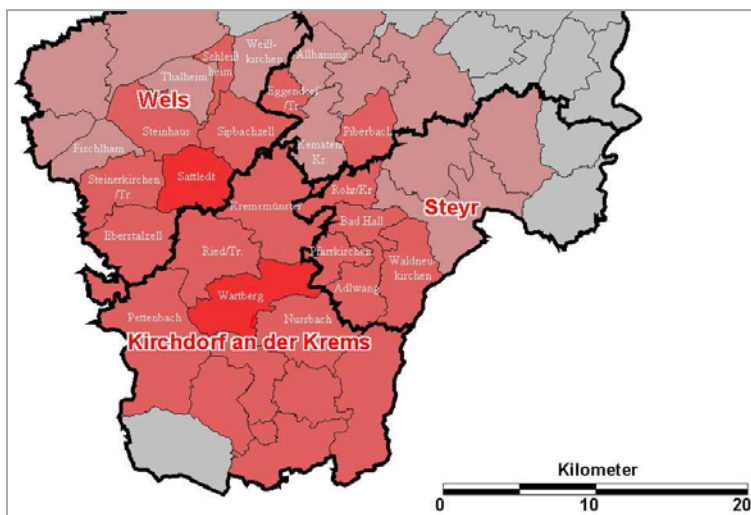 Weiß-
kirchen
Schleiß
heim
Allhaming
Thalheim
Eggendorf
/Tr.
Wels
Steinhaus
Sipbachzell
Piberbach
Fischlham
Kematen/
Kr.
Steinerkirchen
/Tr.
Sattledt
Rohr/Kr
Kremsmünster
Steyr
Bad Hall
Eberstalzell
Ried/Tr.
Pfarrkirchen
Waldneu
kirchen
Wartberg
Adlwang
Pettenbach
Nussbach
Kirchdorf an der Krems
Kilometer
0 10 20